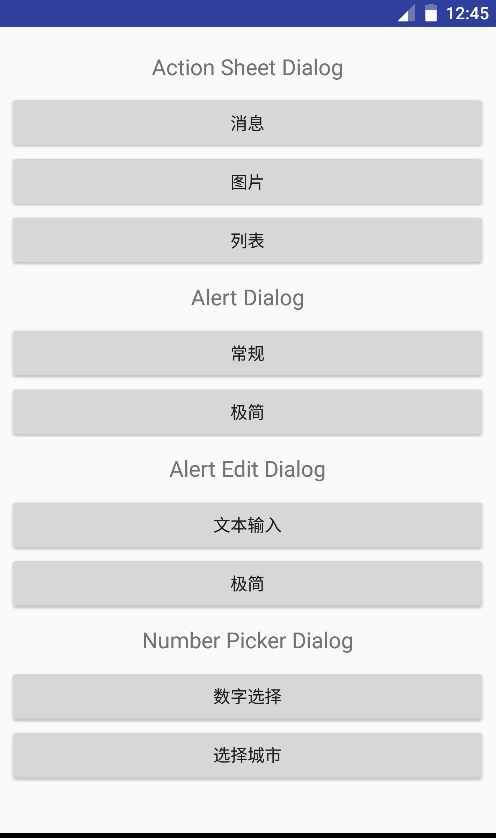 12:45
Action Sheet Dialog
消息
图片
列表
Alert Dialog
常规
极简
Alert Edit Dialog
文本输入
极简
Number Picker Dialog
数字选择
选择城市